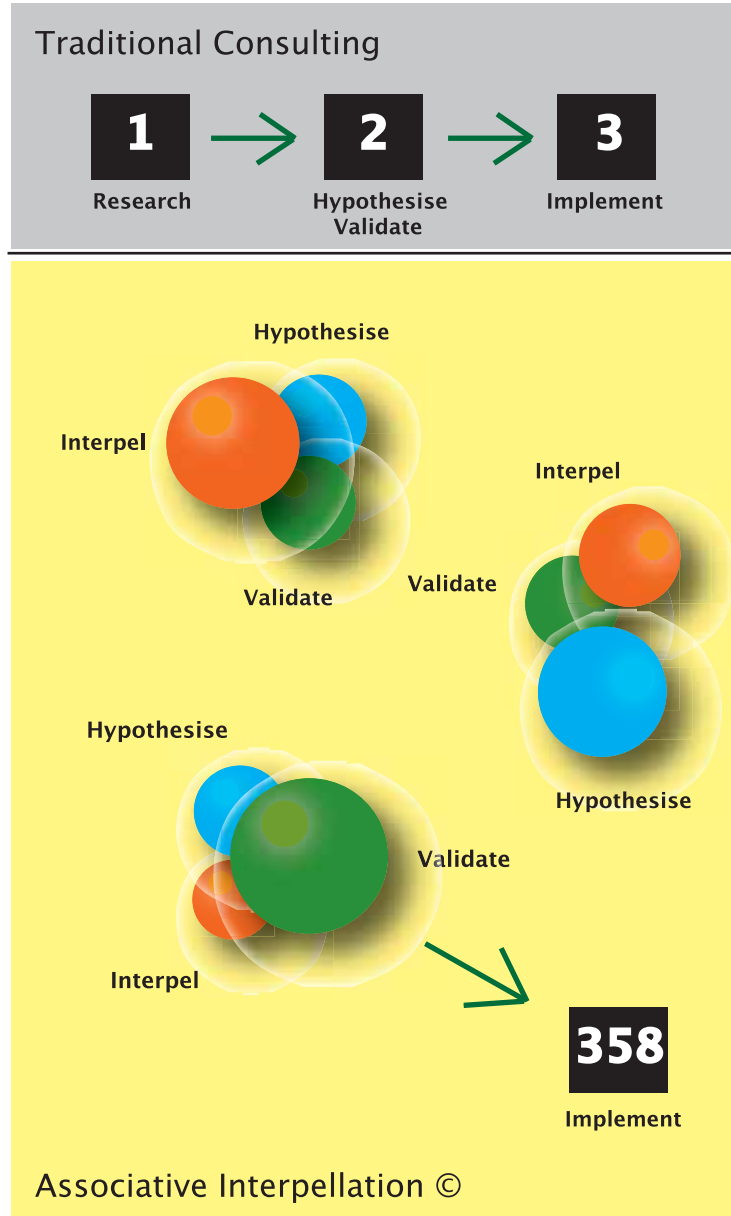 Traditional Consulting
1
2
3
Research
Hypothesise
Validate
Implement
Hypothesise
Interpel
Validate
Interpel
Validate
Hypothesise
Hypothesise
Validate
Interpel
358
Implement
Associative Interpellation ©